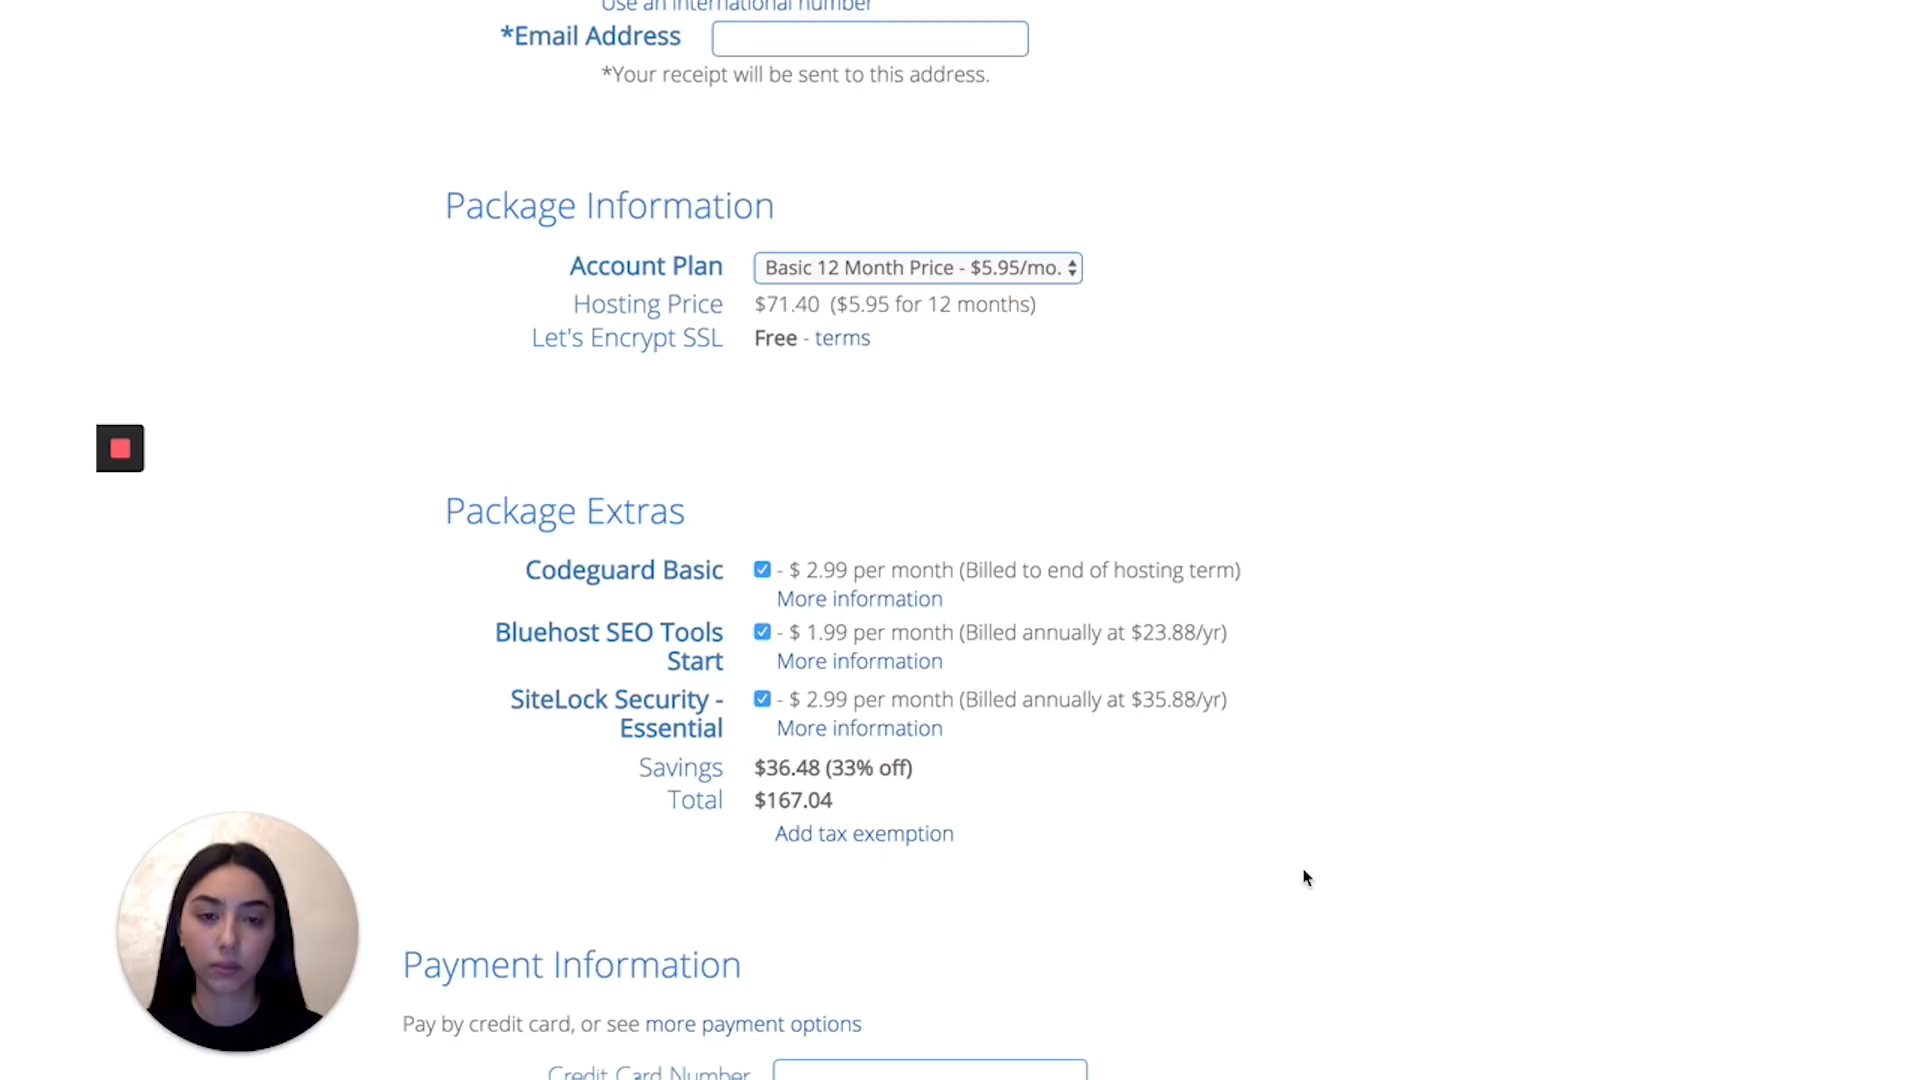 Use an international number
*Email Address
*Your receipt will be sent to this address.
Package Information
Account Plan Basic 12 Month Price - $5.95/mo.
Hosting Price $71.40 ($5.95 for 12 months)
Let's Encrypt SSL Free - terms
Package Extras
Codeguard Basic - $ 2.99 per month (Billed to end of hosting term)
More information
Bluehost SEO Tools - $ 1.99 per month (Billed annually at $23.88/yr)
Start More information
SiteLock Security - - $ 2.99 per month (Billed annually at $35.88/yr)
Essential More information
Savings $36.48 (33% off)
Total $167.04
Add tax exemption
Payment Information
Pay by credit card, or see more payment options
Credit Card Number